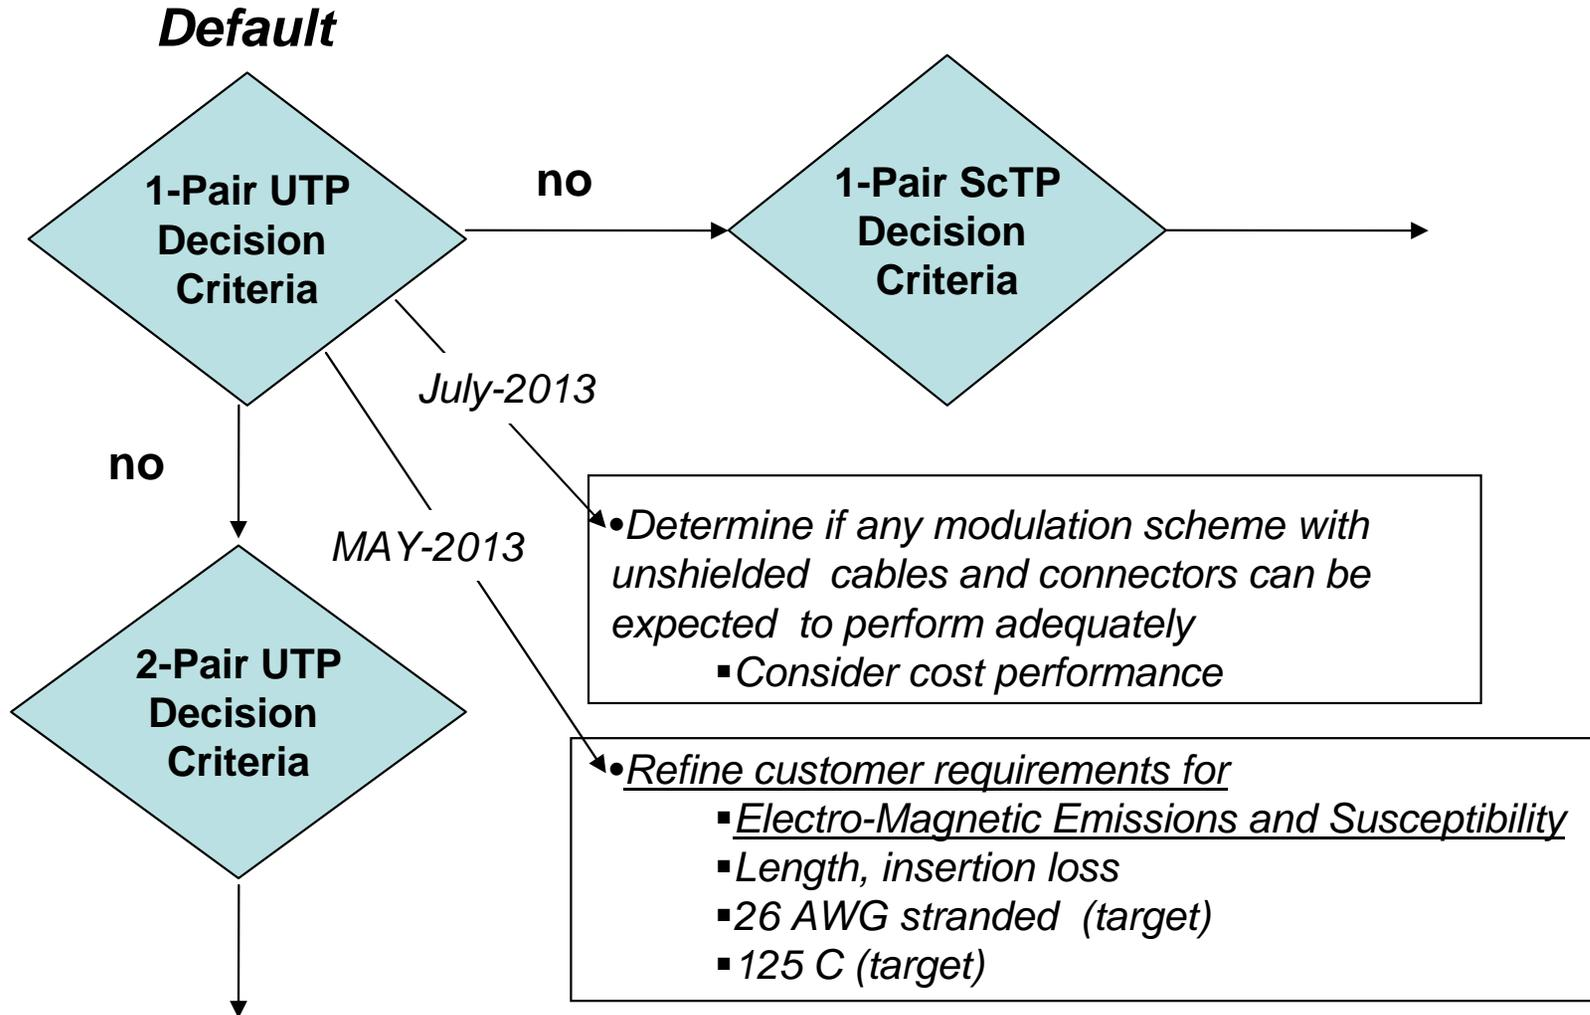 Default
1-Pair UTP
Decision
Criteria
no
1-Pair ScTP
Decision
Criteria
July-2013
no
MAY-2013
•Determine if any modulation scheme with
unshielded cables and connectors can be
expected to perform adequately
▪Consider cost performance
2-Pair UTP
Decision
Criteria
•Refine customer requirements for
▪Electro-Magnetic Emissions and Susceptibility
▪Length, insertion loss
▪26 AWG stranded (target)
▪125 C (target)